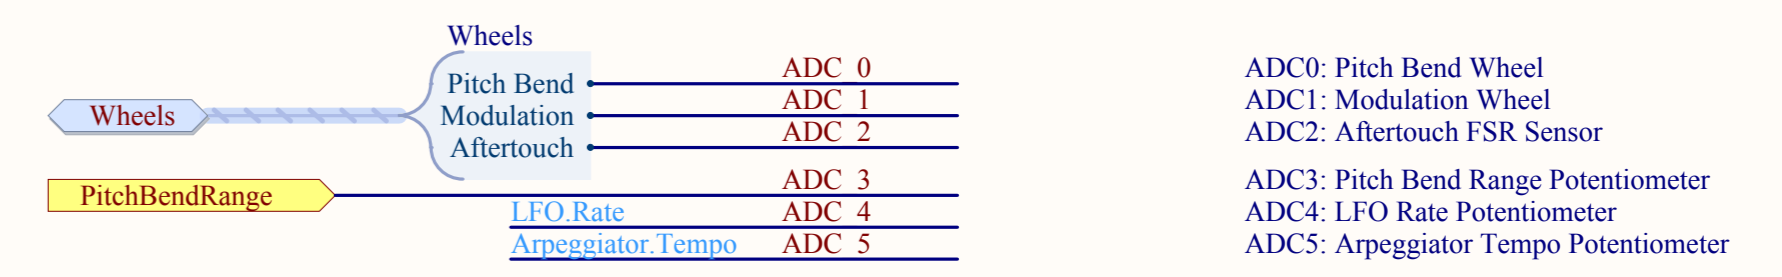 Wheels
Pitch Bend ADC 0 ADC0: Pitch Bend Wheel
Wheels Modulation ADC 1 ADC1: Modulation Wheel
Aftertouch ADC 2 ADC2: Aftertouch FSR Sensor
PitchBendRange ADC 3 ADC3: Pitch Bend Range Potentiometer
LFO.Rate ADC 4 ADC4: LFO Rate Potentiometer
Arpeggiator.Tempo ADC 5 ADC5: Arpeggiator Tempo Potentiometer